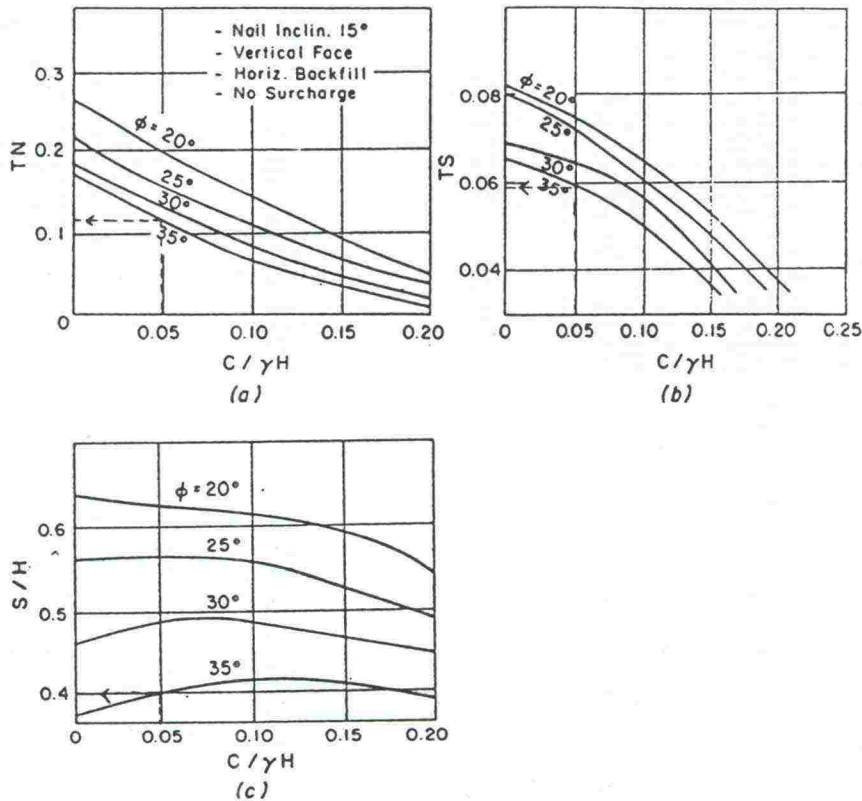 - Nail Inclin. 15°
- Vertical Face
- Horiz. Backfill
- No Surcharge
TN
0.3
0.2
0.1
0
ϕ = 20°
25°
30°
35°
0.05
0.10
0.15
0.20
C / γH
(a)
TS
0.08
0.06
0.04
ϕ=20°
25°
30°
35°
0
0.05
0.10
0.15
0.20
0.25
C / γH
(b)
S / H
0.6
0.5
0.4
ϕ = 20°
25°
30°
35°
0
0.05
0.10
0.15
0.20
C / γH
(c)